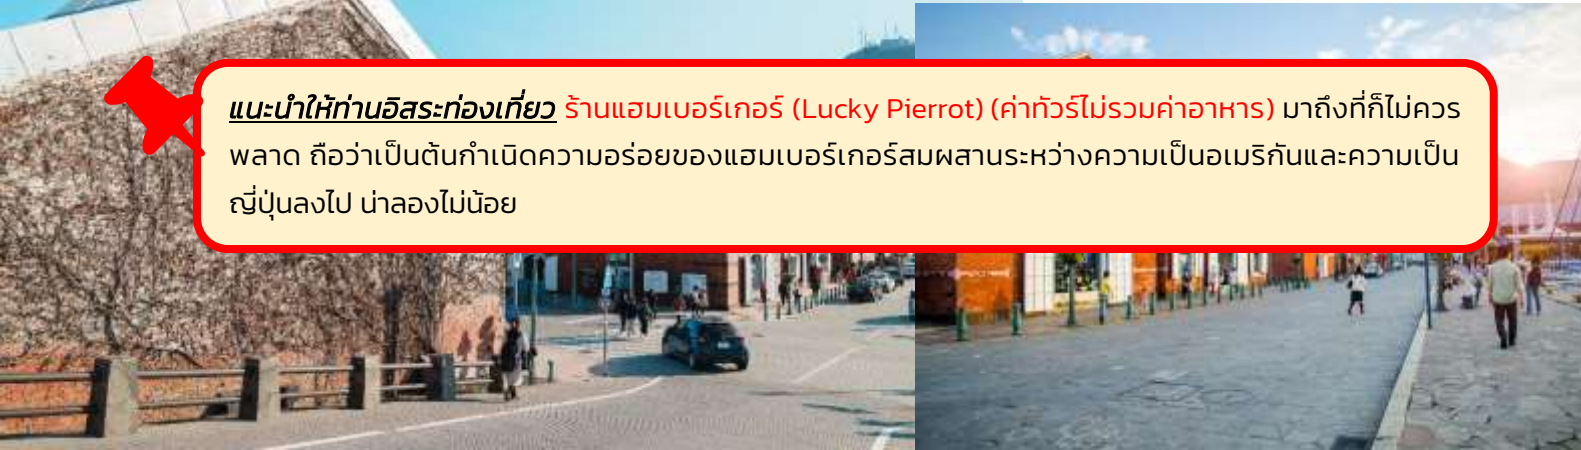 แนะนำให้ท่านอิสระท่องเที่ยว ร้านแฮมเบอร์เกอร์ (Lucky Pierrot) (ค่าทัวร์ไม่รวมค่าอาหาร) มาถึงที่ก็ไม่ควร
พลาด ถือว่าเป็นต้นกำเนิดความอร่อยของแฮมเบอร์เกอร์สมผสานระหว่างความเป็นอเมริกันและความเป็น
ญี่ปุ่นลงไป น่าลองไม่น้อย